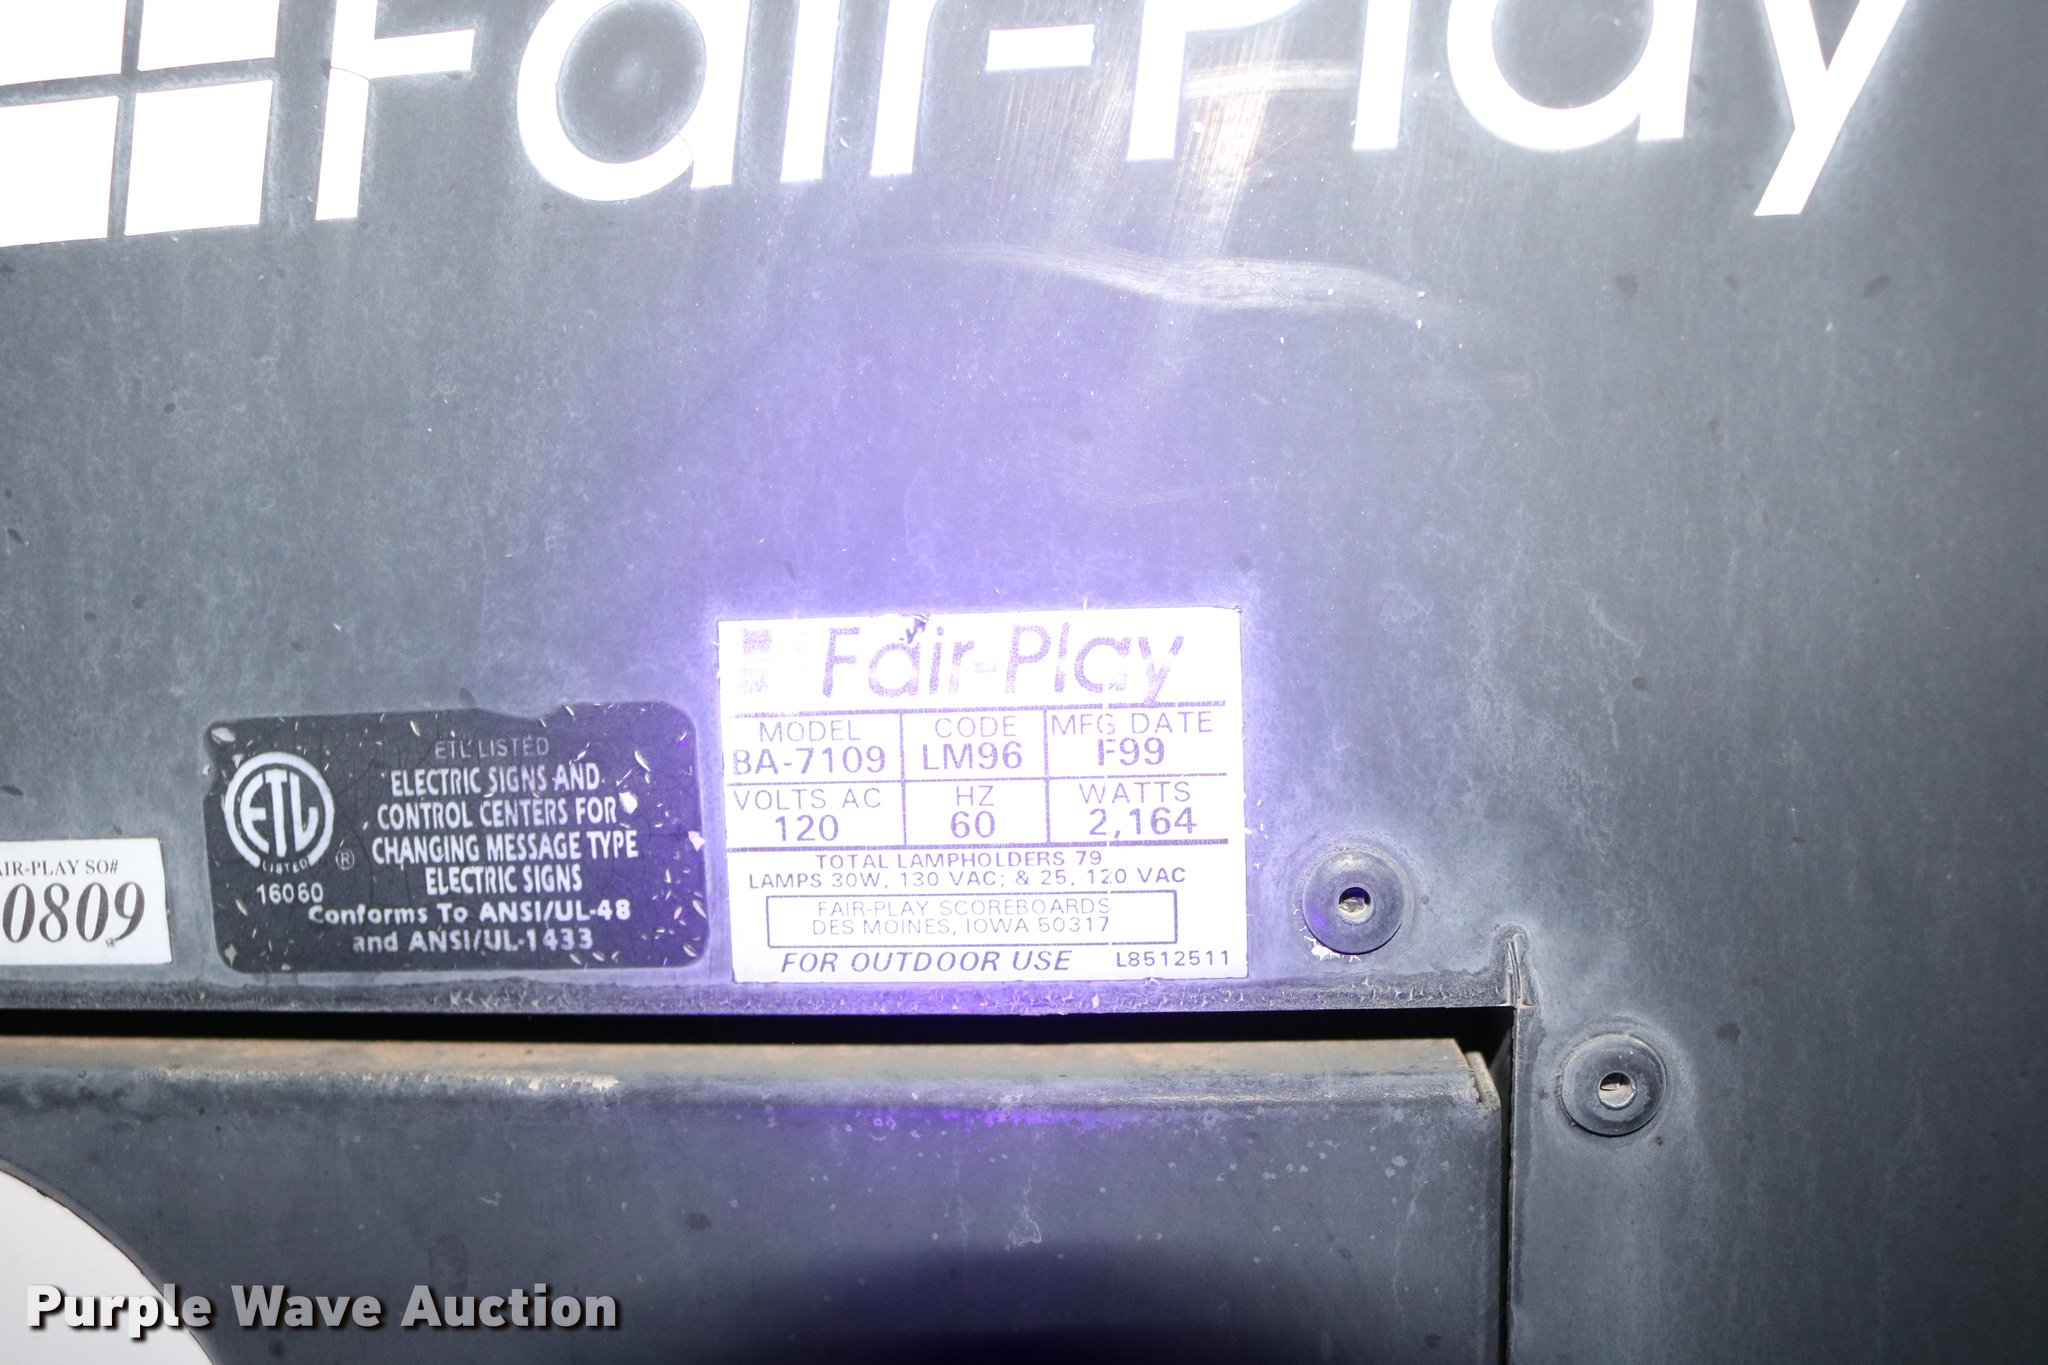 Fair-Play
Fair-Play
MODEL CODE MFG DATE
BA-7109 LM96 F99
VOLTS AC HZ WATTS
120 60 2,164
TOTAL LAMPHOLDERS 79
LAMPS 30W, 130 VAC; & 25, 120 VAC
FAIR-PLAY SCOREBOARDS
DES MOINES, IOWA 50317
FOR OUTDOOR USE L8512511
ETL LISTED
ELECTRIC SIGNS AND
CONTROL CENTERS FOR
CHANGING MESSAGE TYPE
ELECTRIC SIGNS
Conforms To ANSI/UL-48
and ANSI/UL-1433
ETL
LISTED
®
16060
AIR-PLAY SO#
0809
Purple Wave Auction